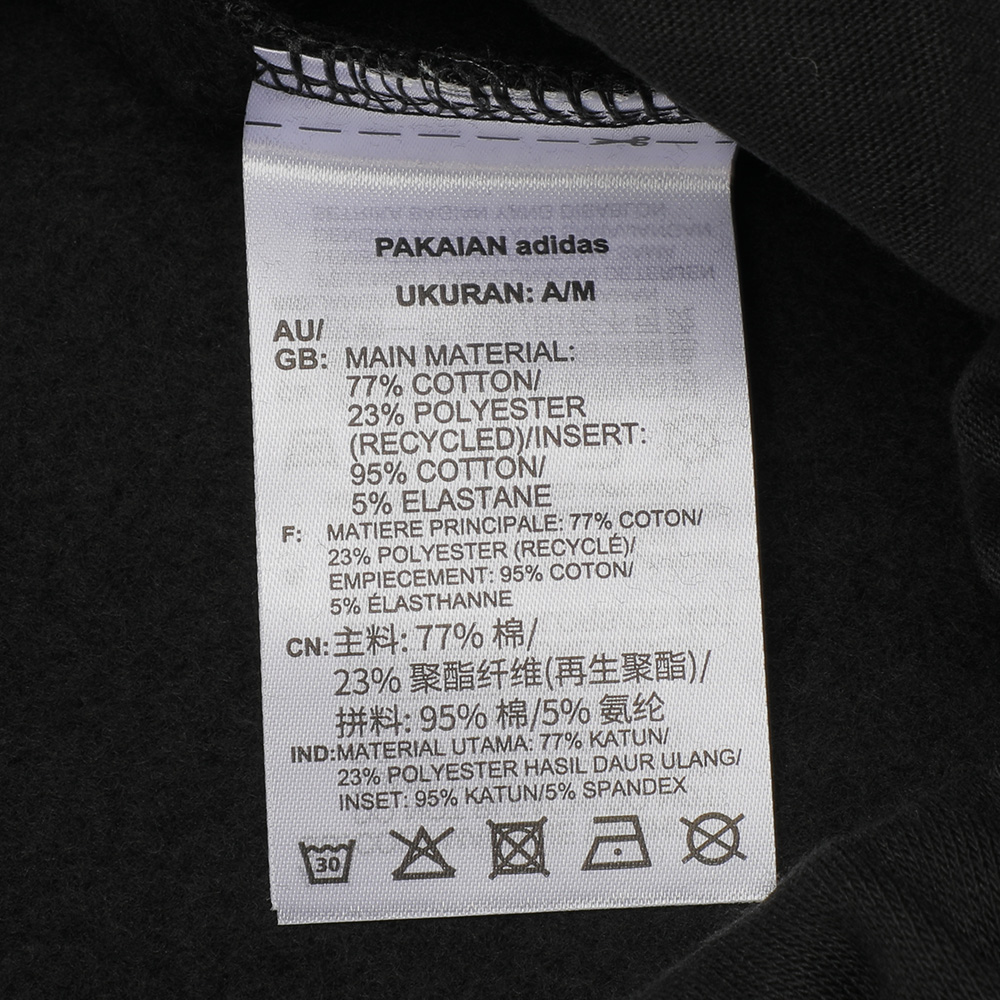 PAKAIAN adidas
UKURAN: A/M
AU/
GB: MAIN MATERIAL:
77% COTTON/
23% POLYESTER
(RECYCLED)/INSERT:
95% COTTON/
5% ELASTANE
F: MATIERE PRINCIPALE: 77% COTON/
23% POLYESTER (RECYCLÉ)/
EMPIECEMENT: 95% COTON/
5% ÉLASTHANNE
CN: 主料: 77% 棉/
23% 聚酯纤维(再生聚酯)/
拼料: 95% 棉/5% 氨纶
IND: MATERIAL UTAMA: 77% KATUN/
23% POLYESTER HASIL DAUR ULANG/
INSET: 95% KATUN/5% SPANDEX
30